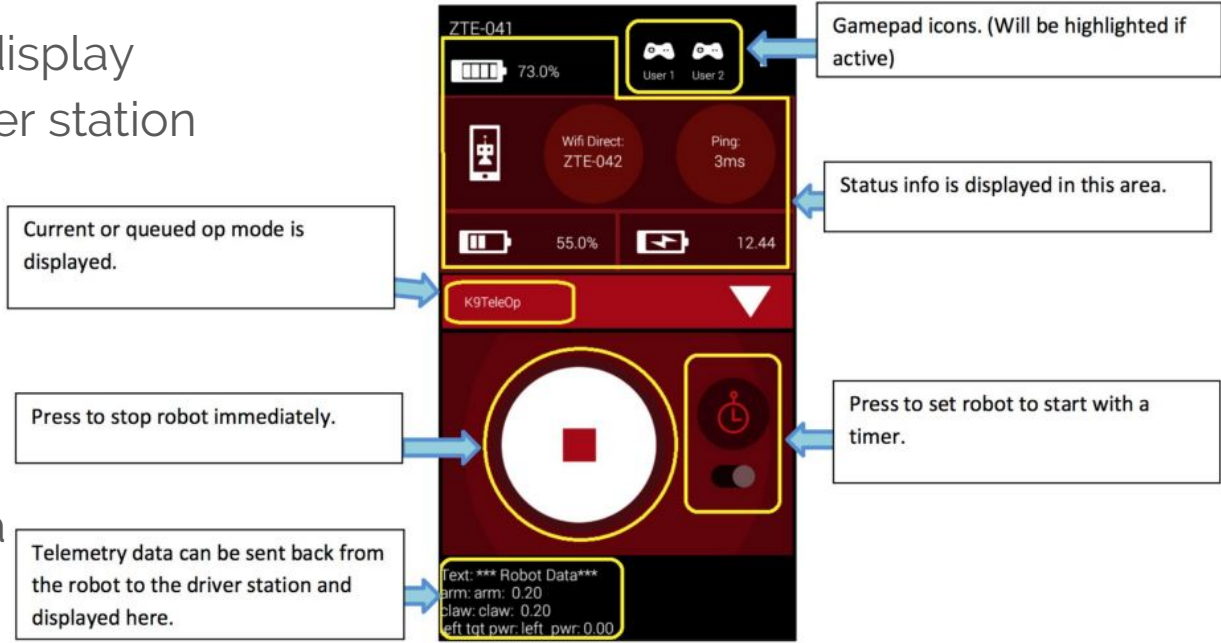 display
er station
ZTE-041
73.0%
User 1 User 2
Gamepad icons. (Will be highlighted if
active)
Wifi Direct:
ZTE-042
Ping:
3ms
Status info is displayed in this area.
Current or queued op mode is
displayed.
55.0%
12.44
K9TeleOp
Press to stop robot immediately.
Press to set robot to start with a
timer.
a
Telemetry data can be sent back from
the robot to the driver station and
displayed here.
Text: *** Robot Data***
arm: arm: 0.20
claw: claw: 0.20
left tgt pwr: left pwr: 0.00